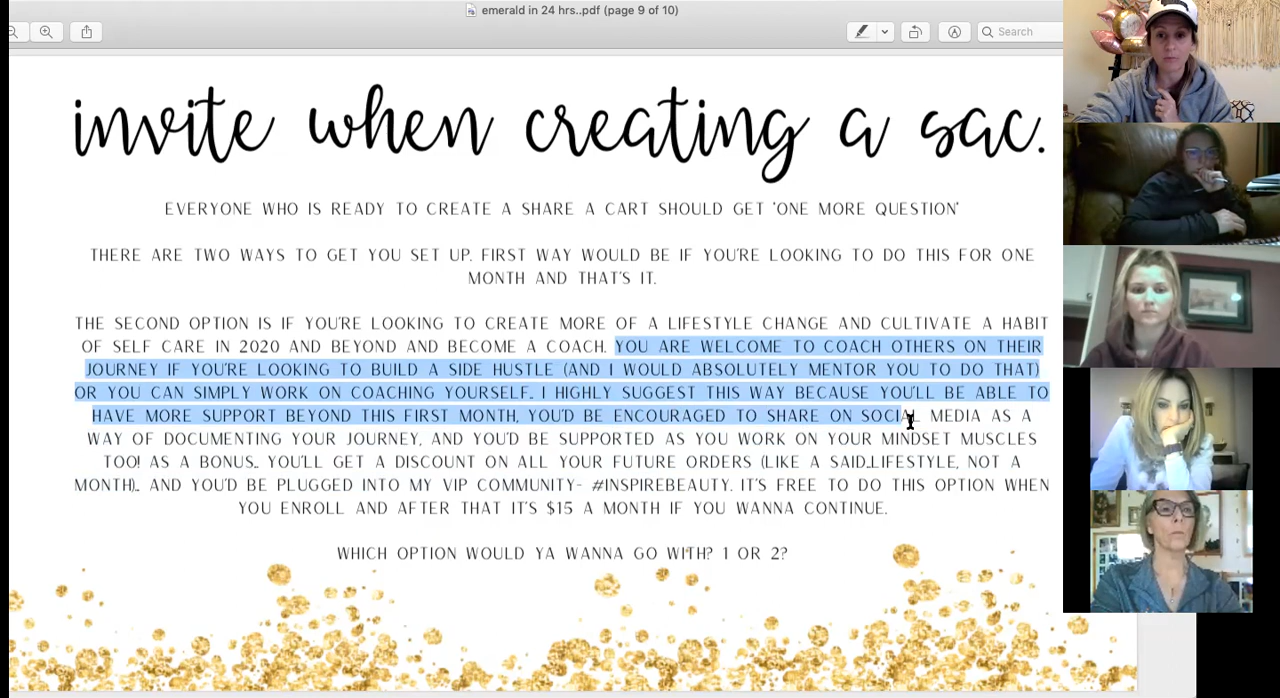 emerald in 24 hrs..pdf (page 9 of 10)
Search
invite when creating a sac.
EVERYONE WHO IS READY TO CREATE A SHARE A CART SHOULD GET 'ONE MORE QUESTION'
THERE ARE TWO WAYS TO GET YOU SET UP. FIRST WAY WOULD BE IF YOU'RE LOOKING TO DO THIS FOR ONE
MONTH AND THAT'S IT.
THE SECOND OPTION IS IF YOU'RE LOOKING TO CREATE MORE OF A LIFESTYLE CHANGE AND CULTIVATE A HABIT
OF SELF CARE IN 2020 AND BEYOND AND BECOME A COACH. YOU ARE WELCOME TO COACH OTHERS ON THEIR
JOURNEY IF YOU'RE LOOKING TO BUILD A SIDE HUSTLE (AND I WOULD ABSOLUTELY MENTOR YOU TO DO THAT)
OR YOU CAN SIMPLY WORK ON COACHING YOURSELF.. I HIGHLY SUGGEST THIS WAY BECAUSE YOU'LL BE ABLE TO
HAVE MORE SUPPORT BEYOND THIS FIRST MONTH, YOU'D BE ENCOURAGED TO SHARE ON SOCIAL MEDIA AS A
WAY OF DOCUMENTING YOUR JOURNEY, AND YOU'D BE SUPPORTED AS YOU WORK ON YOUR MINDSET MUSCLES
TOO! AS A BONUS... YOU'LL GET A DISCOUNT ON ALL YOUR FUTURE ORDERS (LIKE A SAID...LIFESTYLE, NOT A
MONTH)... AND YOU'D BE PLUGGED INTO MY VIP COMMUNITY- #INSPIREBEAUTY. IT'S FREE TO DO THIS OPTION WHEN
YOU ENROLL AND AFTER THAT IT'S $15 A MONTH IF YOU WANNA CONTINUE.
WHICH OPTION WOULD YA WANNA GO WITH? 1 OR 2?